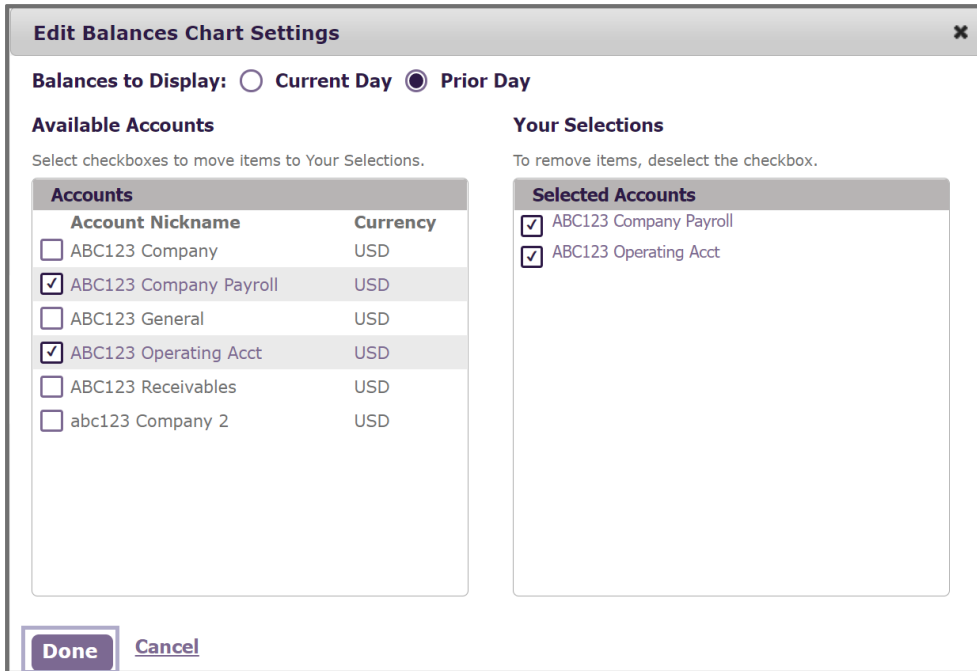 Edit Balances Chart Settings
Balances to Display: Current Day Prior Day
Available Accounts
Select checkboxes to move items to Your Selections.
Accounts
Account Nickname Currency
ABC123 Company USD
ABC123 Company Payroll USD
ABC123 General USD
ABC123 Operating Acct USD
ABC123 Receivables USD
abc123 Company 2 USD
Your Selections
To remove items, deselect the checkbox.
Selected Accounts
ABC123 Company Payroll
ABC123 Operating Acct
Done Cancel